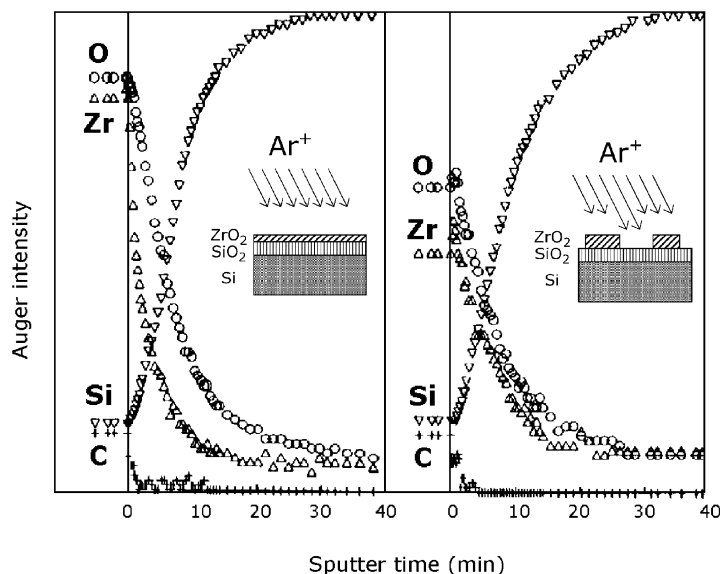 O
Zr
Si
C
Ar⁺
ZrO₂
SiO₂
Si
O
Zr
Si
C
Ar⁺
ZrO₂
SiO₂
Si
Auger intensity
0 10 20 30 40
0 10 20 30 40
Sputter time (min)